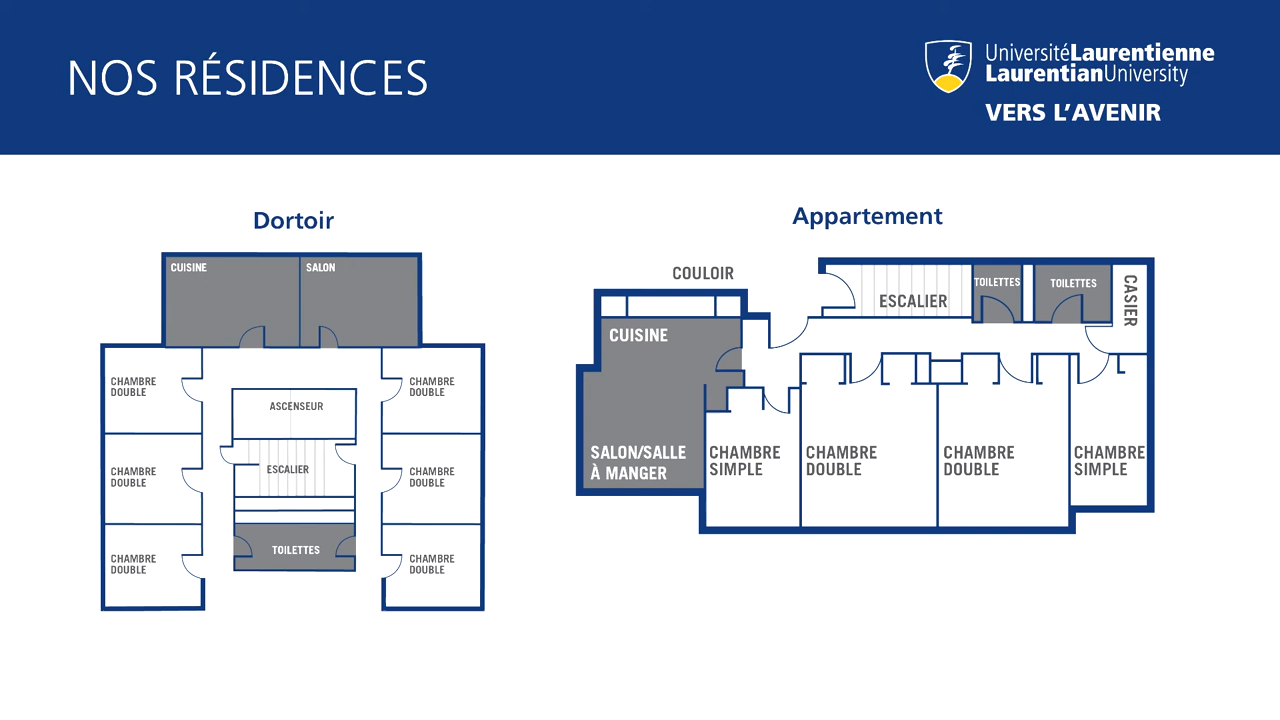 NOS RÉSIDENCES
UniversitéLaurentienne
LaurentianUniversity
VERS L’AVENIR
Dortoir
CUISINE
SALON
CHAMBRE
DOUBLE
CHAMBRE
DOUBLE
ASCENSEUR
CHAMBRE
DOUBLE
ESCALIER
CHAMBRE
DOUBLE
TOILETTES
CHAMBRE
DOUBLE
CHAMBRE
DOUBLE
Appartement
COULOIR
ESCALIER
TOILETTES
TOILETTES
CASIER
CUISINE
SALON/SALLE
À MANGER
CHAMBRE
SIMPLE
CHAMBRE
DOUBLE
CHAMBRE
DOUBLE
CHAMBRE
SIMPLE